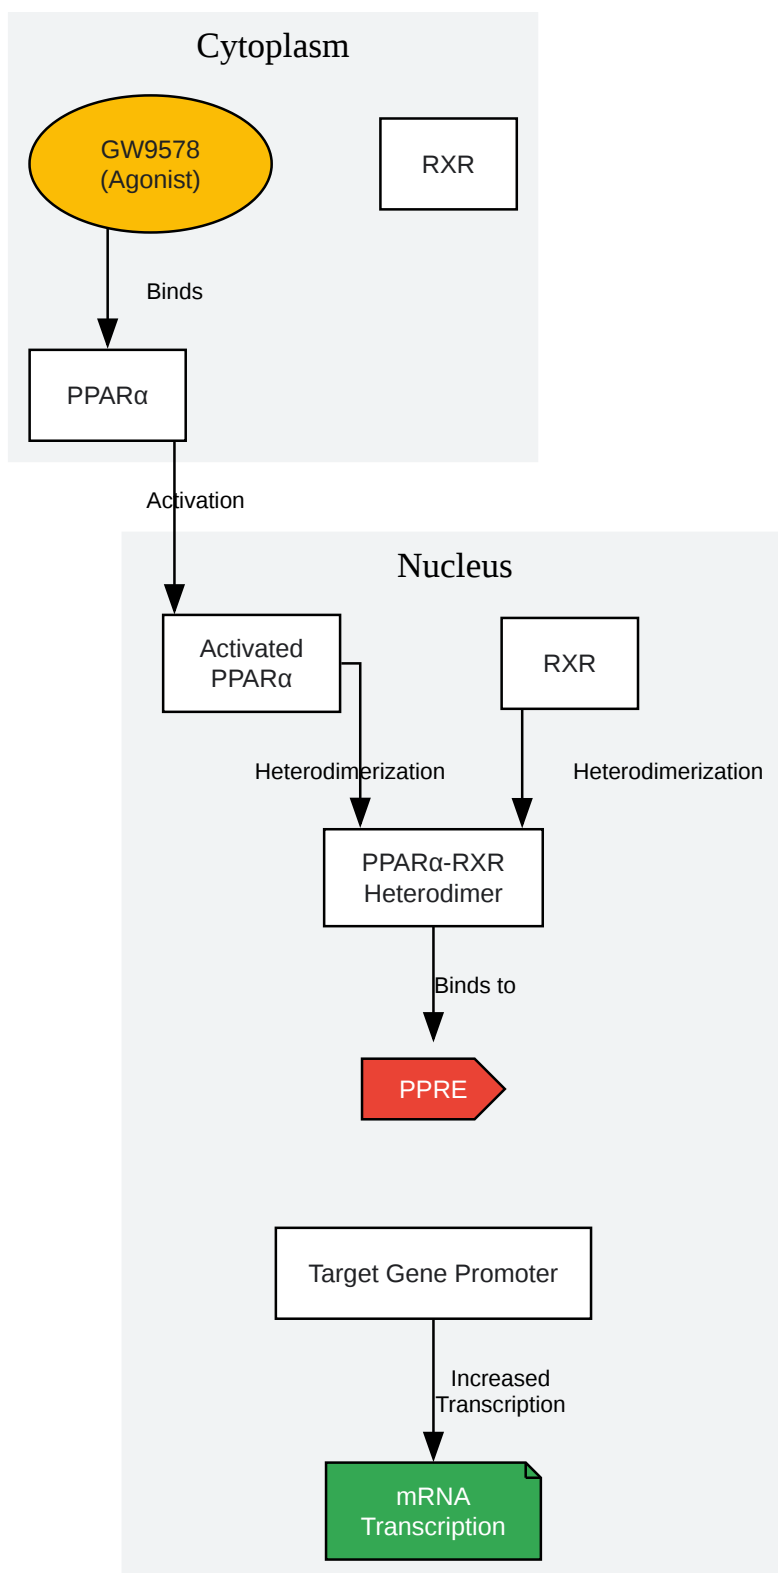 Cytoplasm
GW9578
(Agonist)
RXR
Binds
PPARα
Activation
Nucleus
Activated
PPARα
RXR
Heterodimerization
Heterodimerization
PPARα-RXR
Heterodimer
Binds to
PPRE
Target Gene Promoter
Increased
Transcription
mRNA
Transcription